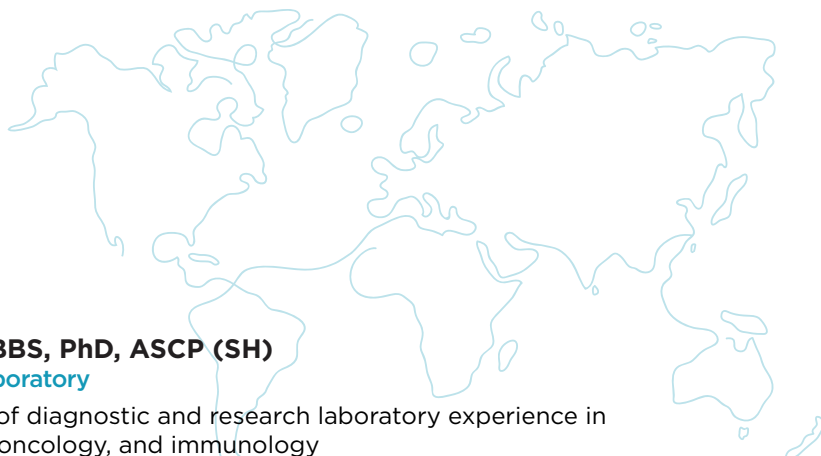 BBS, PhD, ASCP (SH)
boratory
of diagnostic and research laboratory experience in
oncology, and immunology